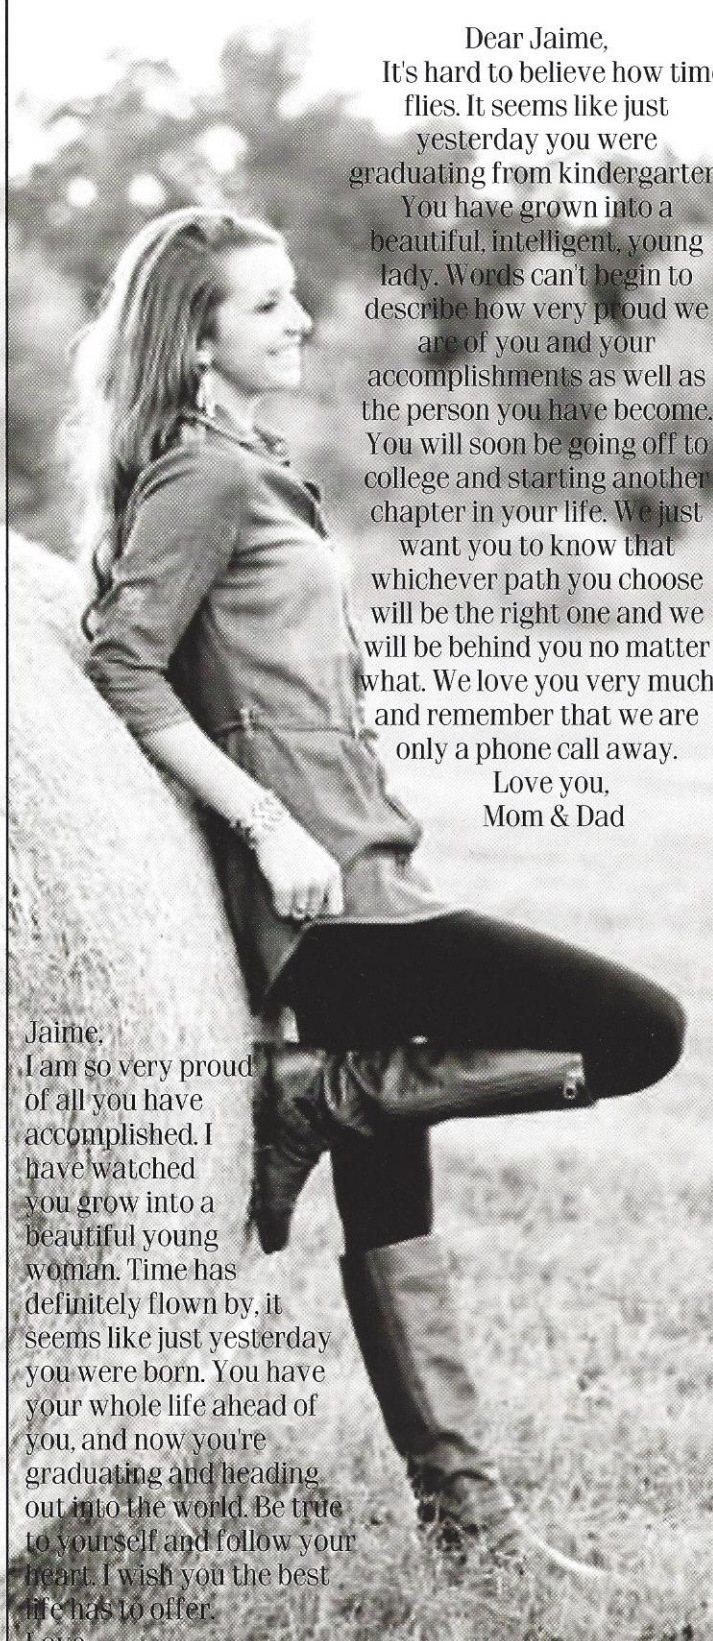 Dear Jaime,
It's hard to believe how time
flies. It seems like just
yesterday you were
graduating from kindergarten
You have grown into a
beautiful, intelligent, young
lady. Words can't begin to
describe how very proud we
are of you and your
accomplishments as well as
the person you have become.
You will soon be going off to
college and starting another
chapter in your life. We just
want you to know that
whichever path you choose
will be the right one and we
will be behind you no matter
what. We love you very much
and remember that we are
only a phone call away.
Love you,
Mom & Dad
Jaime,
I am so very proud
of all you have
accomplished. I
have watched
you grow into a
beautiful young
woman. Time has
definitely flown by, it
seems like just yesterday
you were born. You have
your whole life ahead of
you, and now you're
graduating and heading
out into the world. Be true
to yourself and follow your
heart. I wish you the best
life has to offer.
Love